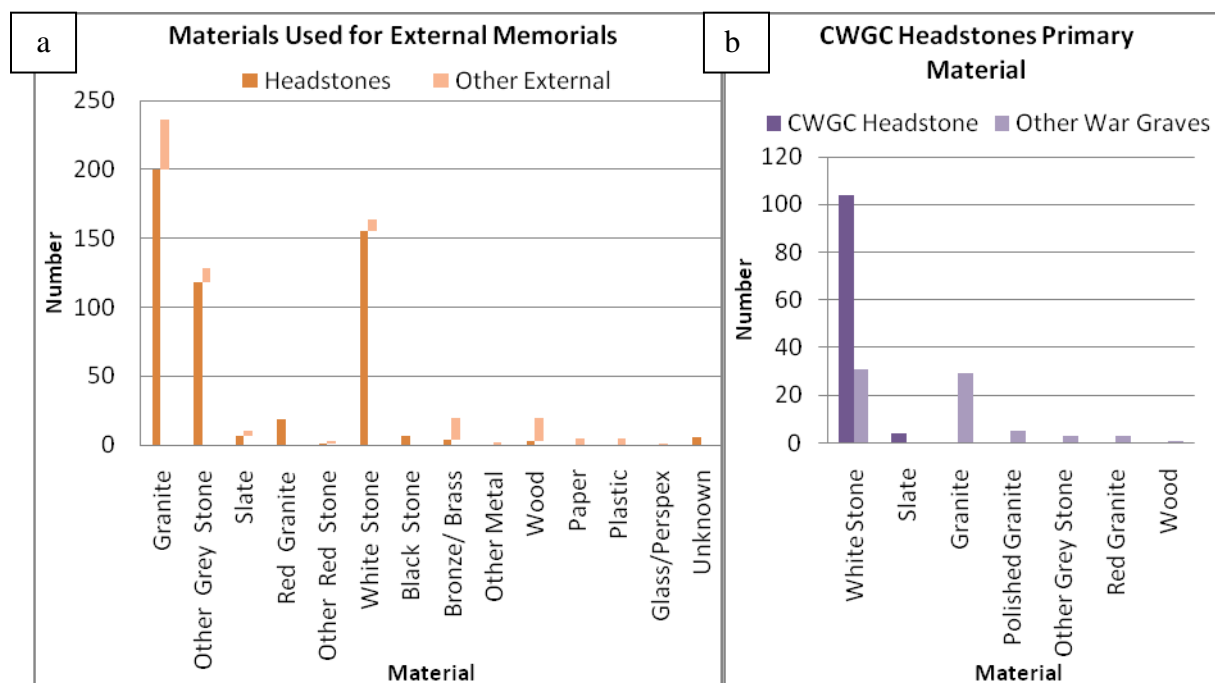 a
Materials Used for External Memorials
Headstones
Other External
250
200
150
100
50
0
Number
Granite
Other Grey Stone
Slate
Red Granite
Other Red Stone
White Stone
Black Stone
Bronze/ Brass
Other Metal
Wood
Paper
Plastic
Glass/Perspex
Unknown
Material
b
CWGC Headstones Primary
Material
CWGC Headstone
Other War Graves
120
100
80
60
40
20
0
Number
White Stone
Slate
Granite
Polished Granite
Other Grey Stone
Red Granite
Wood
Material